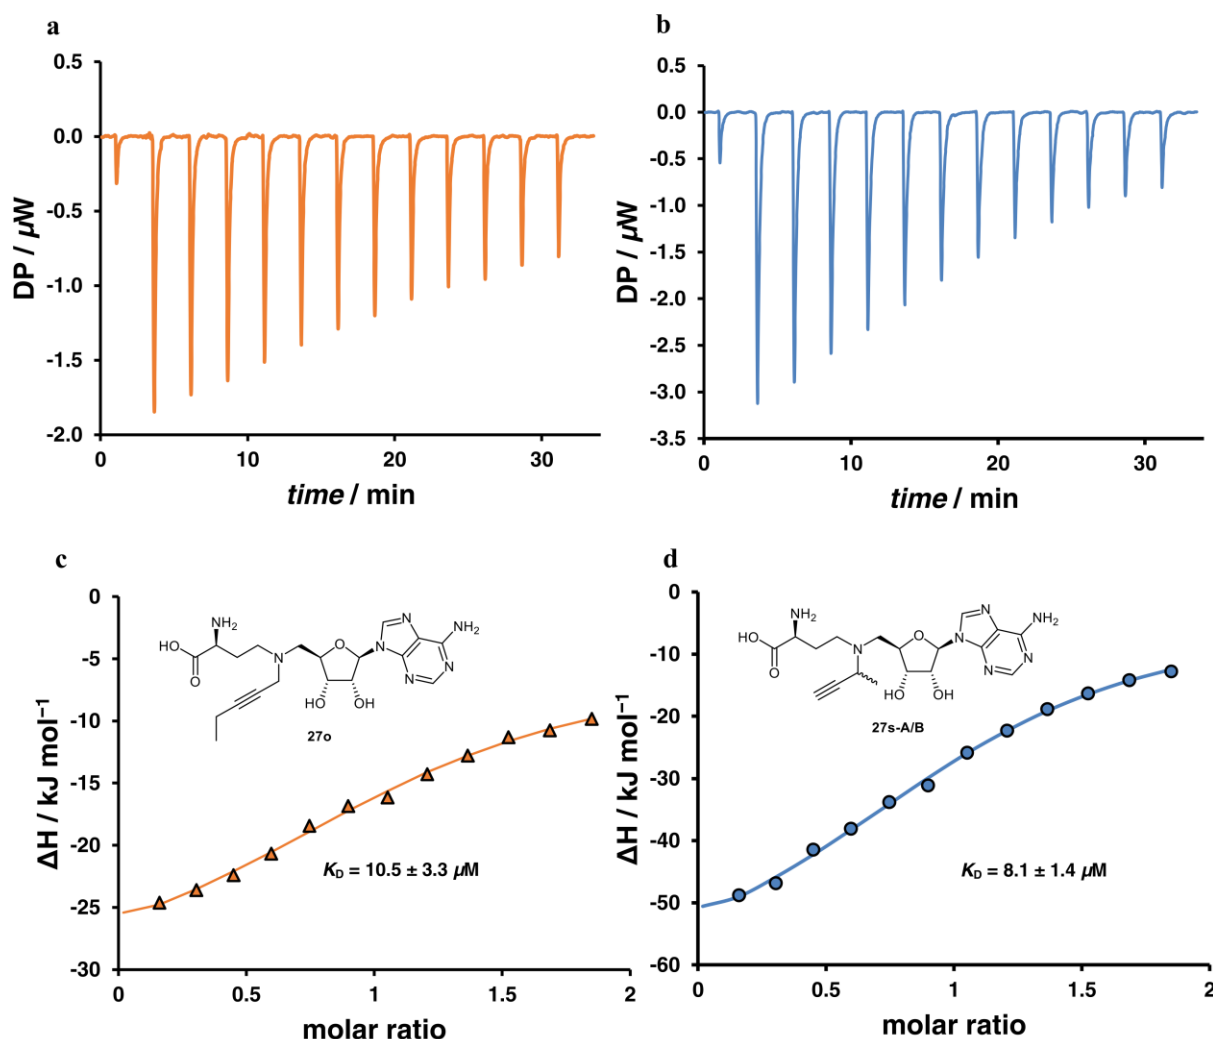 a
0.5
0.0
-0.5
-1.0
-1.5
-2.0
DP / µW
0 10 20 30
time / min
b
0.5
0.0
-0.5
-1.0
-1.5
-2.0
-2.5
-3.0
-3.5
DP / µW
0 10 20 30
time / min
c
0
-5
-10
-15
-20
-25
-30
ΔH / kJ mol⁻¹
NH₂
HO
O
N
O
N
N
NH₂
N
N
N
HO OH
27o
K_D = 10.5 ± 3.3 µM
0 0.5 1 1.5 2
molar ratio
d
0
-10
-20
-30
-40
-50
-60
ΔH / kJ mol⁻¹
NH₂
HO
O
N
O
N
N
NH₂
N
N
N
HO OH
27s-A/B
K_D = 8.1 ± 1.4 µM
0 0.5 1 1.5 2
molar ratio